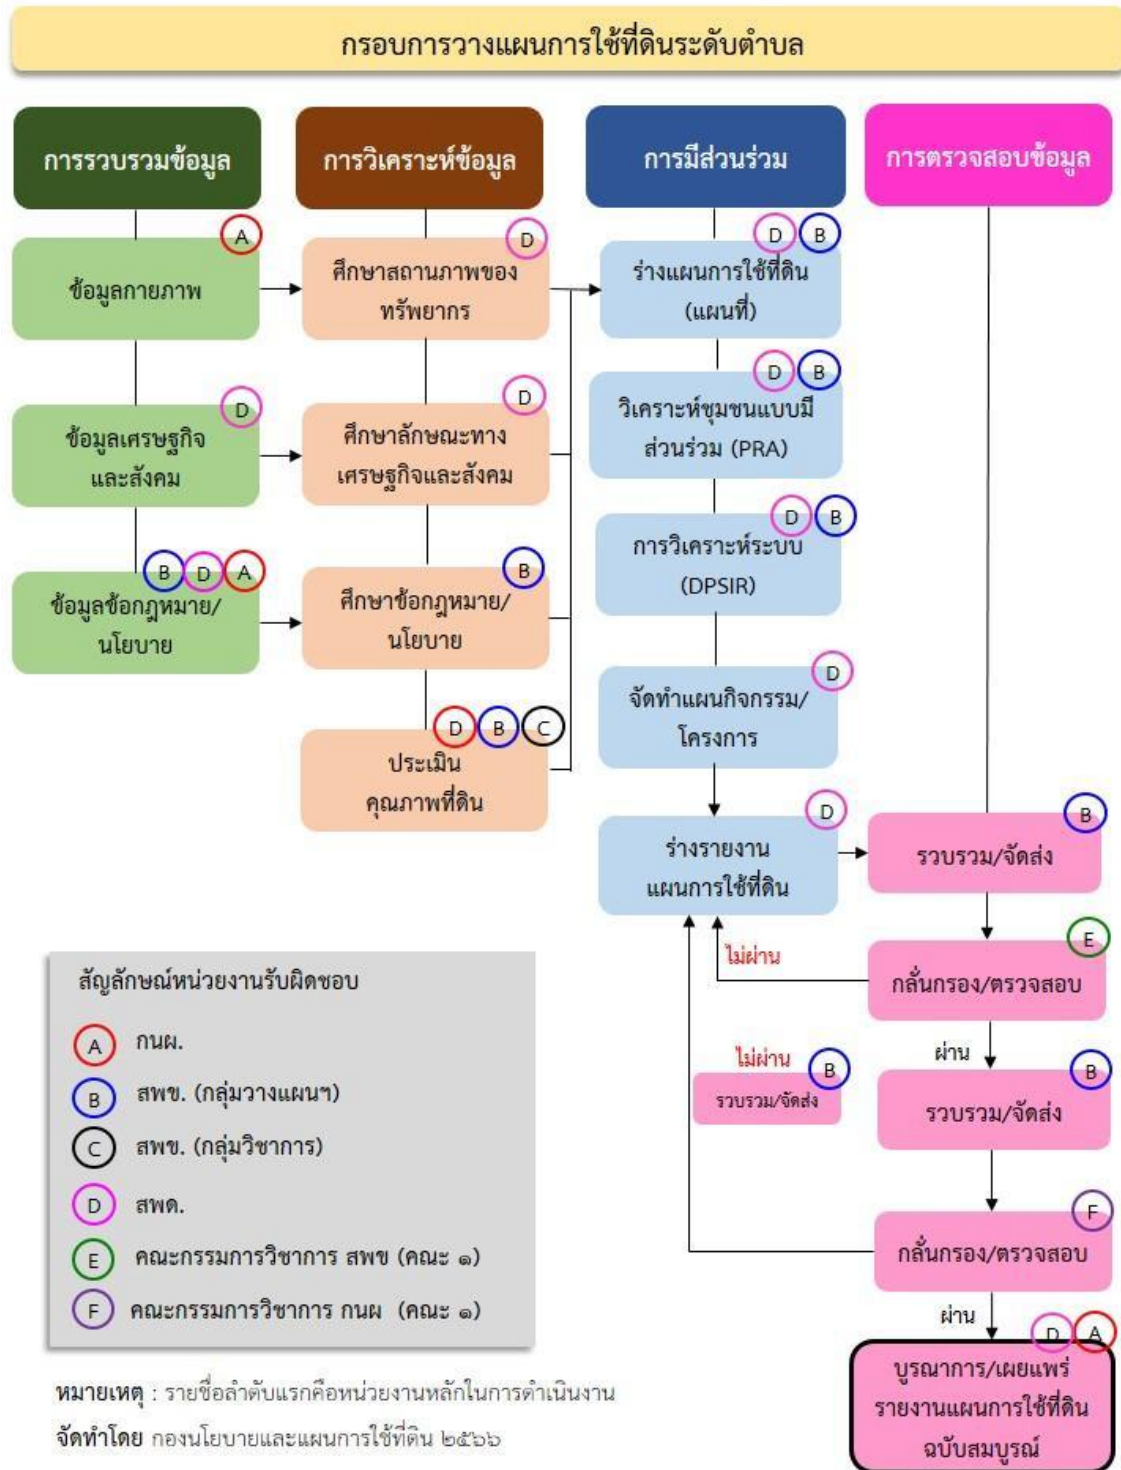 กรอบการวางแผนการใช้ที่ดินระดับตำบล
การรวบรวมข้อมูล
A
ข้อมูลกายภาพ
D
ข้อมูลเศรษฐกิจ
และสังคม
B D A
ข้อมูลข้อกฎหมาย/
นโยบาย
การวิเคราะห์ข้อมูล
D
ศึกษาสถานภาพของ
ทรัพยากร
D
ศึกษาลักษณะทาง
เศรษฐกิจและสังคม
B
ศึกษาข้อกฎหมาย/
นโยบาย
D B C
ประเมิน
คุณภาพที่ดิน
การมีส่วนร่วม
D B
ร่างแผนการใช้ที่ดิน
(แผนที่)
D B
วิเคราะห์ชุมชนแบบมี
ส่วนร่วม (PRA)
D B
การวิเคราะห์ระบบ
(DPSIR)
D
จัดทำแผนกิจกรรม/
โครงการ
D
ร่างรายงาน
แผนการใช้ที่ดิน
การตรวจสอบข้อมูล
B
รวบรวม/จัดส่ง
E
กลั่นกรอง/ตรวจสอบ
ไม่ผ่าน
ผ่าน
B
รวบรวม/จัดส่ง
ไม่ผ่าน
B
รวบรวม/จัดส่ง
F
กลั่นกรอง/ตรวจสอบ
ผ่าน
D A
บูรณาการ/เผยแพร่
รายงานแผนการใช้ที่ดิน
ฉบับสมบูรณ์
สัญลักษณ์หน่วยงานรับผิดชอบ
A กนผ.
B สพข. (กลุ่มวางแผนฯ)
C สพข. (กลุ่มวิชาการ)
D สพด.
E คณะกรรมการวิชาการ สพข (คณะ ๑)
F คณะกรรมการวิชาการ กนผ (คณะ ๑)
หมายเหตุ : รายชื่อลำดับแรกคือหน่วยงานหลักในการดำเนินงาน
จัดทำโดย กองนโยบายและแผนการใช้ที่ดิน ๒๕๖๖